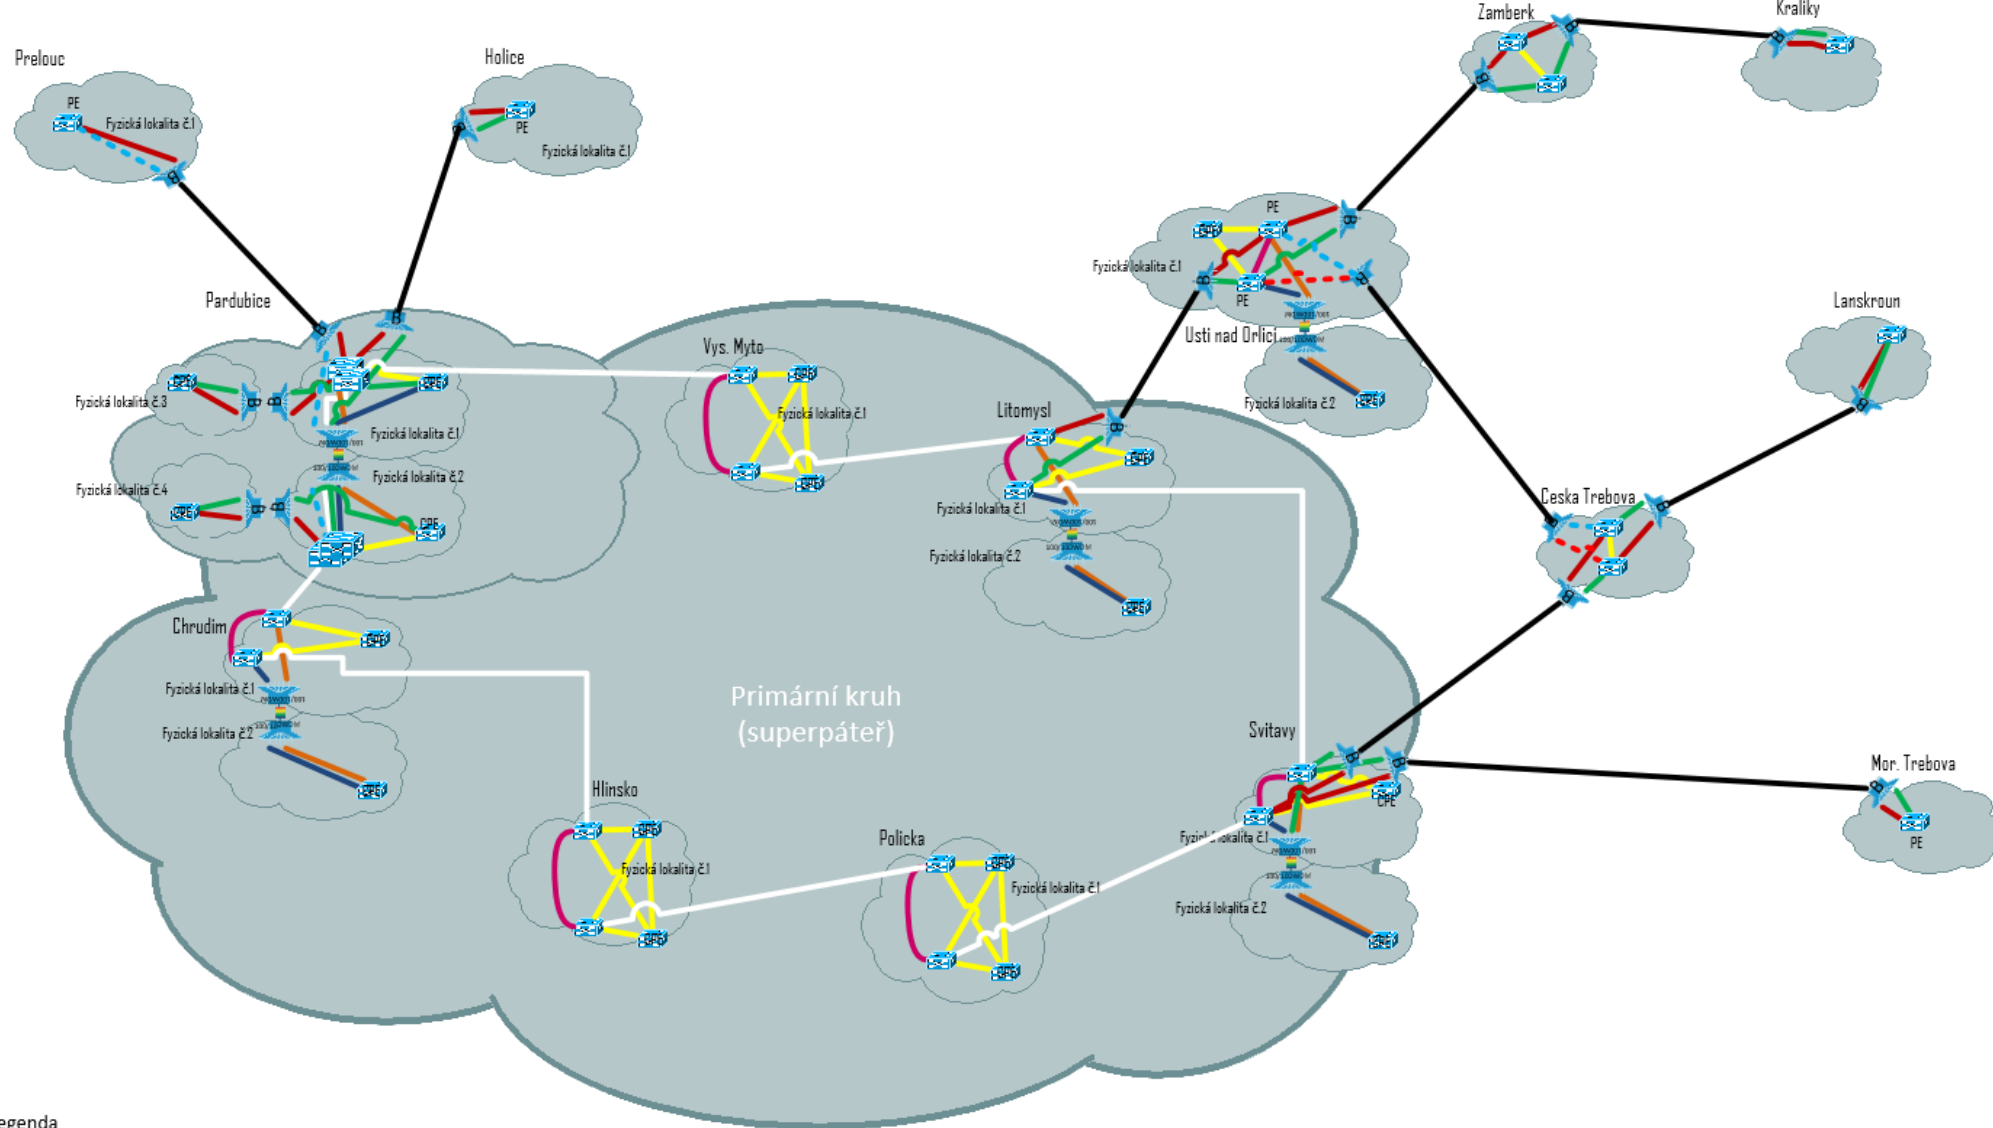 Zamberk
Kraliky
Prelouc
Holice
PE
Fyzická lokalita č.1
PE
Fyzická lokalita č.1
PE
Fyzická lokalita č.1
PE
Usti nad Orlicí
Fyzická lokalita č.2
Lanskroun
Pardubice
Fyzická lokalita č.3
Fyzická lokalita č.1
Fyzická lokalita č.2
Fyzická lokalita č.4
CPE
Vys. Myto
Fyzická lokalita č.1
Litomysl
Fyzická lokalita č.1
Fyzická lokalita č.2
Ceska Trebova
Chrudim
Fyzická lokalita č.1
Fyzická lokalita č.2
Primární kruh
(superpáteř)
Svitavy
CPE
Fyzická lokalita č.1
Fyzická lokalita č.2
Mor. Trebova
PE
Hlinsko
Fyzická lokalita č.1
Policka
Fyzická lokalita č.1
egenda